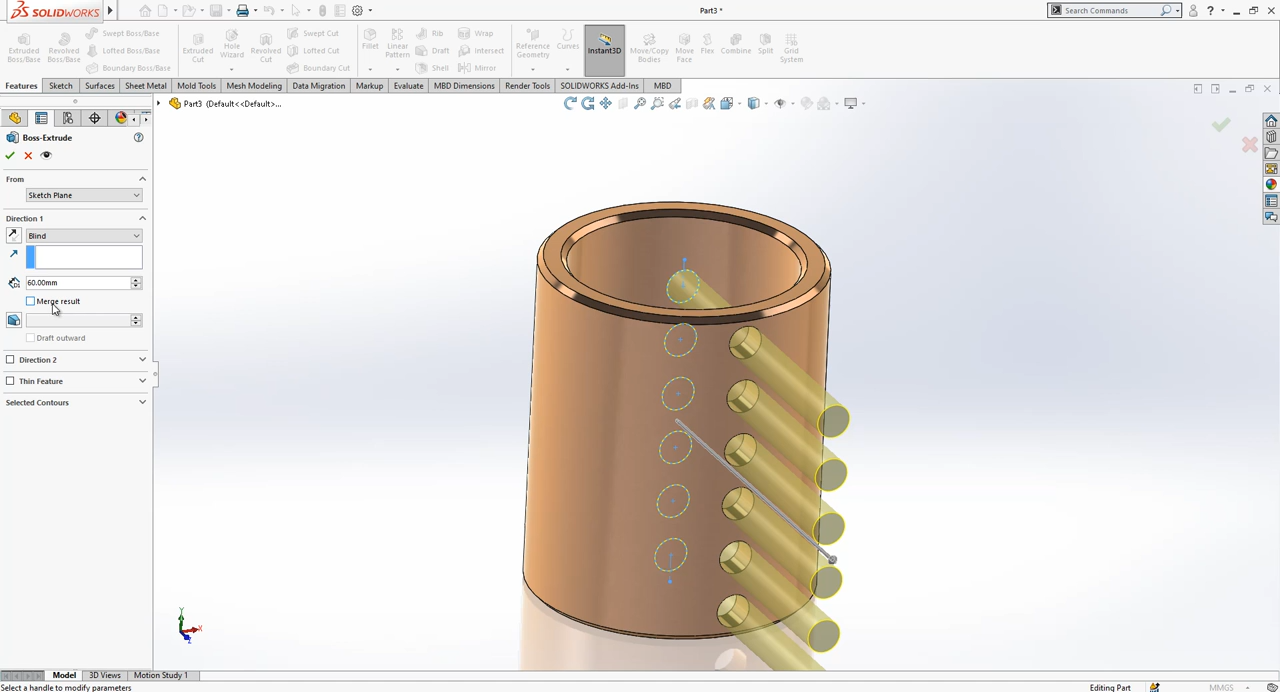 SOLIDWORKS
Part3 *
Search Commands
Extruded Boss/Base
Revolved Boss/Base
Swept Boss/Base
Lofted Boss/Base
Boundary Boss/Base
Extruded Cut
Hole Wizard
Revolved Cut
Swept Cut
Lofted Cut
Boundary Cut
Fillet
Linear Pattern
Rib
Draft
Shell
Wrap
Intersect
Mirror
Reference Geometry
Curves
Instant3D
Move/Copy Bodies
Move Face
Flex
Combine
Split
Grid System
Features
Sketch
Surfaces
Sheet Metal
Mold Tools
Mesh Modeling
Data Migration
Markup
Evaluate
MBD Dimensions
Render Tools
SOLIDWORKS Add-Ins
MBD
Part3 (Default<<Default>...
Boss-Extrude
From
Sketch Plane
Direction 1
Blind
60.00mm
Merge result
Draft outward
Direction 2
Thin Feature
Selected Contours
Y
X
Z
Model
3D Views
Motion Study 1
Select a handle to modify parameters
Editing Part
MMGS